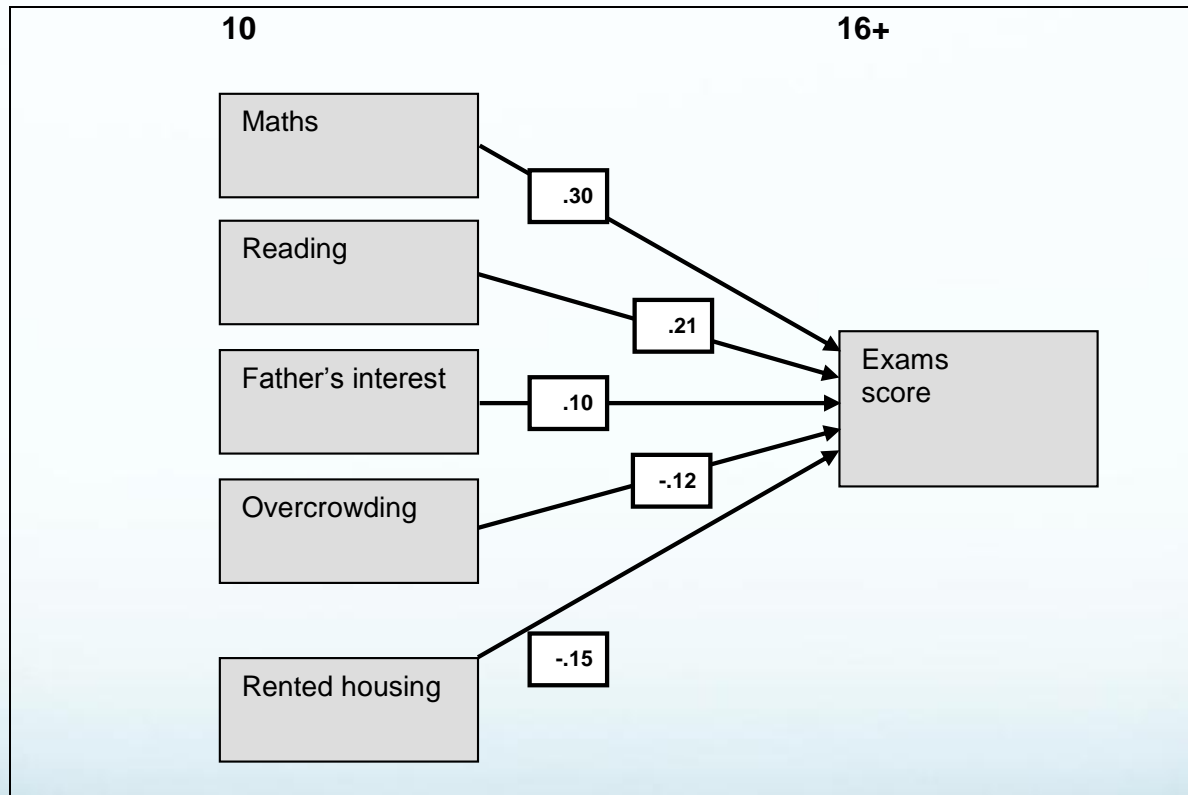 10
16+
Maths
.30
Reading
.21
Father’s interest
.10
Exams
score
Overcrowding
-.12
Rented housing
-.15